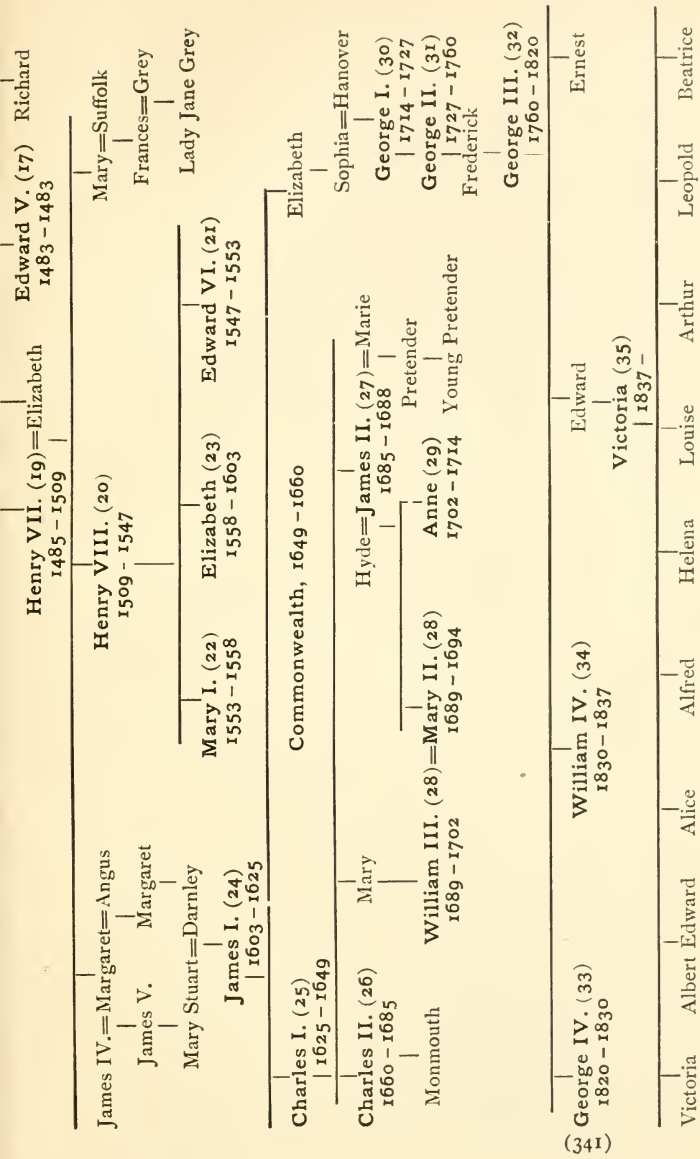 Edward V. (17) Richard
1483 – 1483
Henry VII. (19)=Elizabeth
1485 – 1509
James IV.=Margaret=Angus
Henry VIII. (20)
1509 – 1547
Mary=Suffolk
James V. Margaret
Frances=Grey
Mary Stuart=Darnley
Lady Jane Grey
James I. (24)
1603 – 1625
Mary I. (22)
1553 – 1558
Elizabeth (23)
1558 – 1603
Edward VI. (21)
1547 – 1553
Charles I. (25)
1625 – 1649
Commonwealth, 1649 – 1660
Elizabeth
Sophia=Hanover
Charles II. (26)
1660 – 1685
Mary
Hyde=James II. (27)=Marie
1685 – 1688
George I. (30)
1714 – 1727
Monmouth
William III. (28)=Mary II. (28)
1689 – 1702
1689 – 1694
Anne (29)
1702 – 1714
Pretender
Young Pretender
George II. (31)
1727 – 1760
Frederick
George III. (32)
1760 – 1820
George IV. (33)
1820 – 1830
William IV. (34)
1830 – 1837
Edward
Ernest
Victoria (35)
1837 –
Victoria Albert Edward Alice Alfred Helena Louise Arthur Leopold Beatrice
(341)